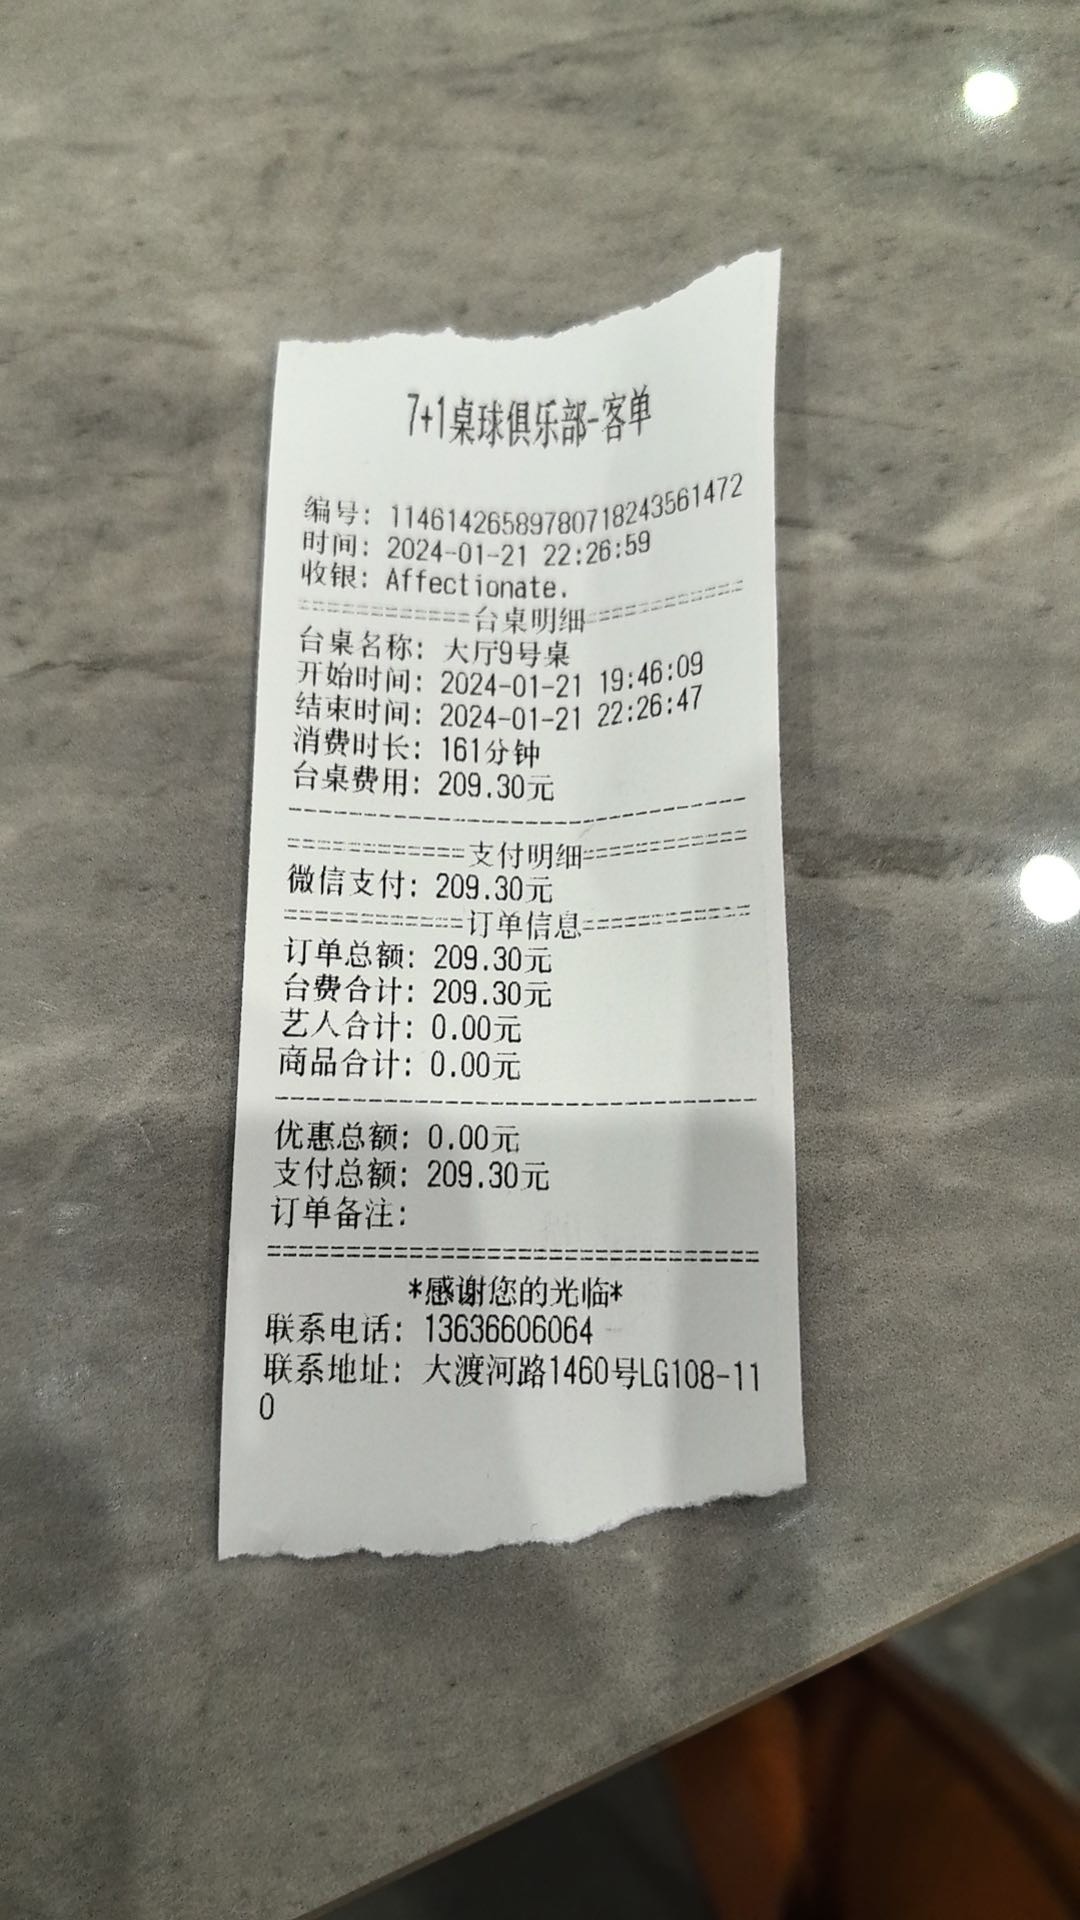 7+1桌球俱乐部-客单
编号: 1146142658978071824356​1472
时间: 2024-01-21 22:26:59
收银: Affectionate.
============台桌明细===========
台桌名称: 大厅9号桌
开始时间: 2024-01-21 19:46:09
结束时间: 2024-01-21 22:26:47
消费时长: 161分钟
台桌费用: 209.30元
--------------------------------
============支付明细===========
微信支付: 209.30元
============订单信息===========
订单总额: 209.30元
台费合计: 209.30元
艺人合计: 0.00元
商品合计: 0.00元
--------------------------------
优惠总额: 0.00元
支付总额: 209.30元
订单备注:
================================
*感谢您的光临*
联系电话: 13636606064
联系地址: 大渡河路1460号LG108-11
0